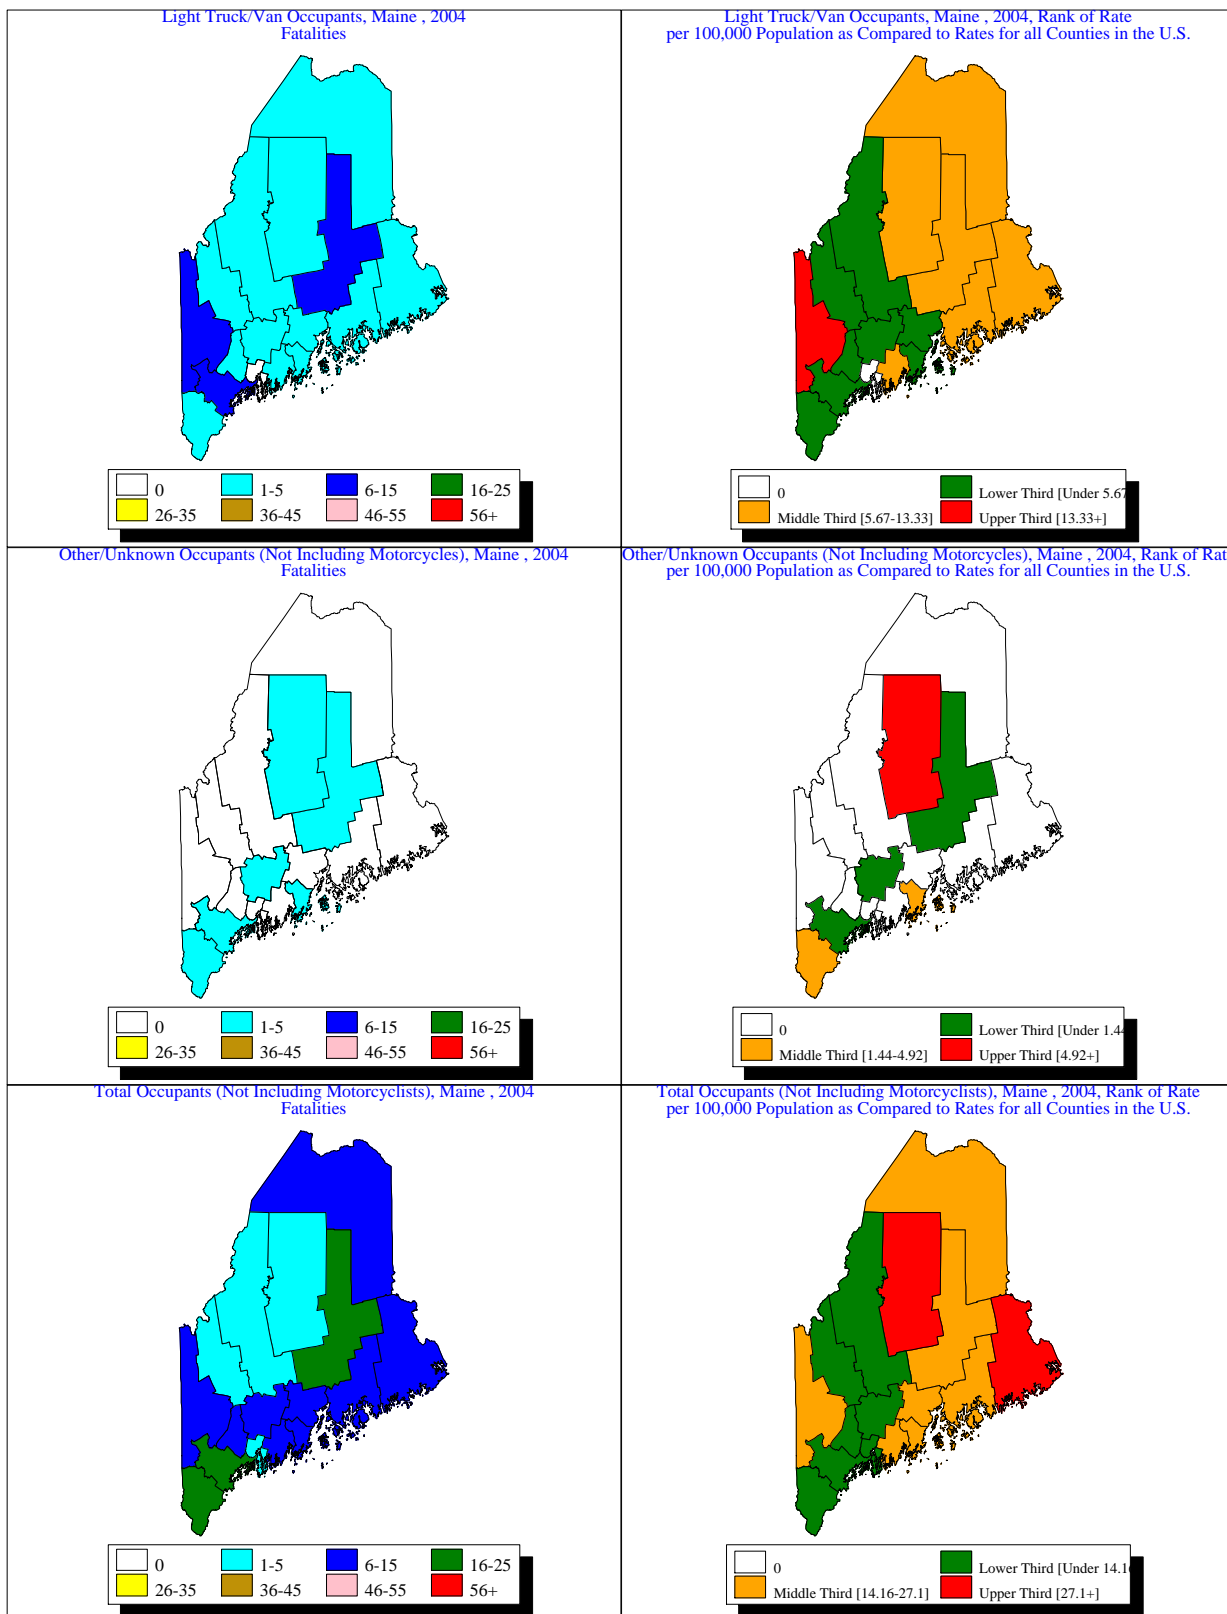 Light Truck/Van Occupants, Maine , 2004
Fatalities
0
1-5
6-15
16-25
26-35
36-45
46-55
56+
Light Truck/Van Occupants, Maine , 2004, Rank of Rate
per 100,000 Population as Compared to Rates for all Counties in the U.S.
0
Lower Third [Under 5.67
Middle Third [5.67-13.33]
Upper Third [13.33+]
Other/Unknown Occupants (Not Including Motorcycles), Maine , 2004
Fatalities
0
1-5
6-15
16-25
26-35
36-45
46-55
56+
Other/Unknown Occupants (Not Including Motorcycles), Maine , 2004, Rank of Rat
per 100,000 Population as Compared to Rates for all Counties in the U.S.
0
Lower Third [Under 1.44
Middle Third [1.44-4.92]
Upper Third [4.92+]
Total Occupants (Not Including Motorcyclists), Maine , 2004
Fatalities
0
1-5
6-15
16-25
26-35
36-45
46-55
56+
Total Occupants (Not Including Motorcyclists), Maine , 2004, Rank of Rate
per 100,000 Population as Compared to Rates for all Counties in the U.S.
0
Lower Third [Under 14.16
Middle Third [14.16-27.1]
Upper Third [27.1+]